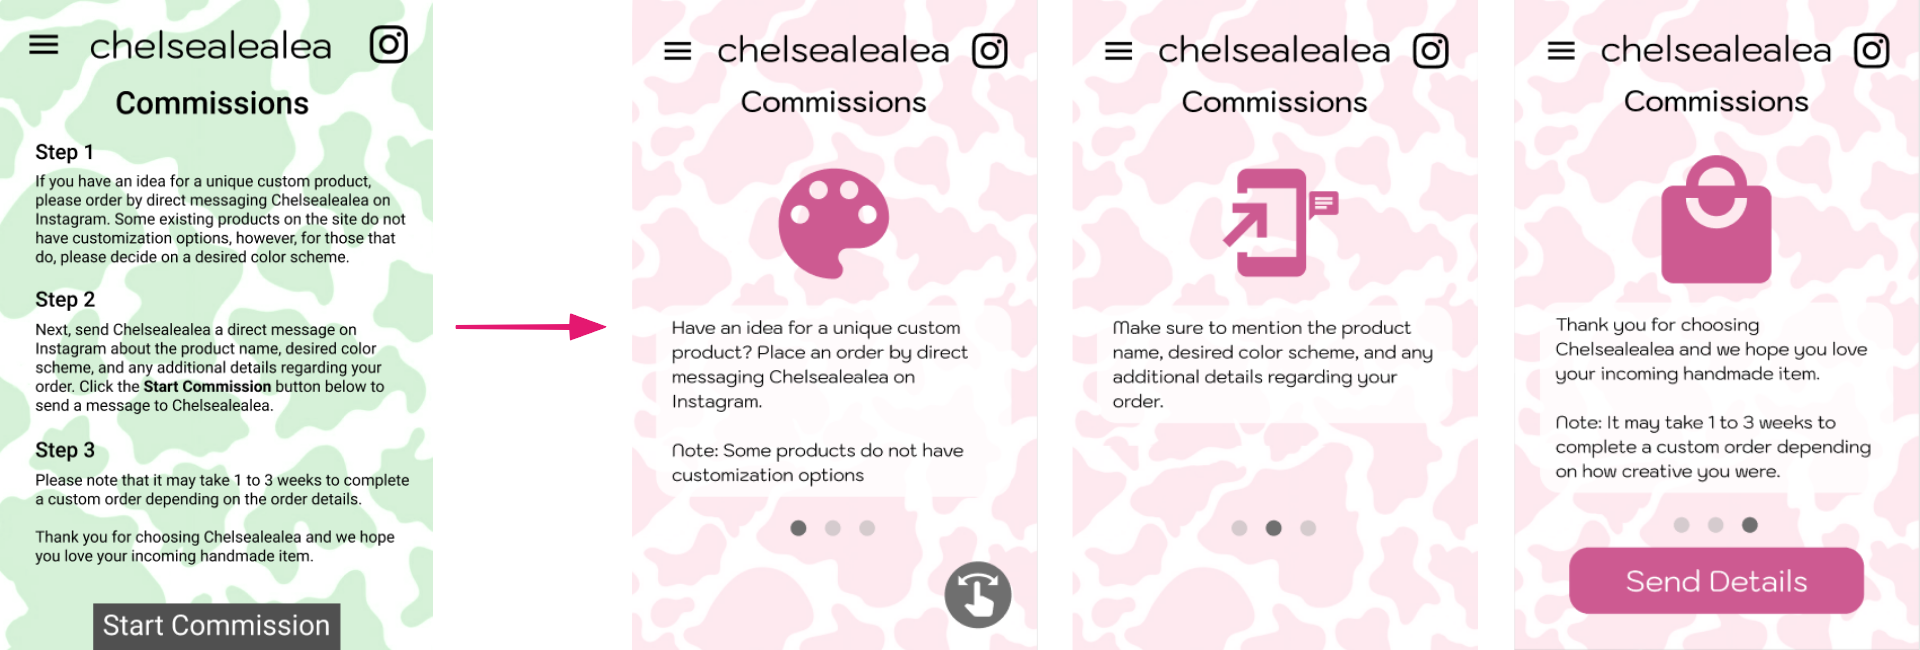 chelsealealea
Commissions
Step 1
If you have an idea for a unique custom product,
please order by direct messaging Chelsealealea on
Instagram. Some existing products on the site do not
have customization options, however, for those that
do, please decide on a desired color scheme.
Step 2
Next, send Chelsealealea a direct message on
Instagram about the product name, desired color
scheme, and any additional details regarding your
order. Click the Start Commission button below to
send a message to Chelsealealea.
Step 3
Please note that it may take 1 to 3 weeks to complete
a custom order depending on the order details.
Thank you for choosing Chelsealealea and we hope
you love your incoming handmade item.
Start Commission
chelsealealea
Commissions
Have an idea for a unique custom
product? Place an order by direct
messaging Chelsealealea on
Instagram.
Note: Some products do not have
customization options
chelsealealea
Commissions
Make sure to mention the product
name, desired color scheme, and any
additional details regarding your
order.
chelsealealea
Commissions
Thank you for choosing
Chelsealealea and we hope you love
your incoming handmade item.
Note: It may take 1 to 3 weeks to
complete a custom order depending
on how creative you were.
Send Details